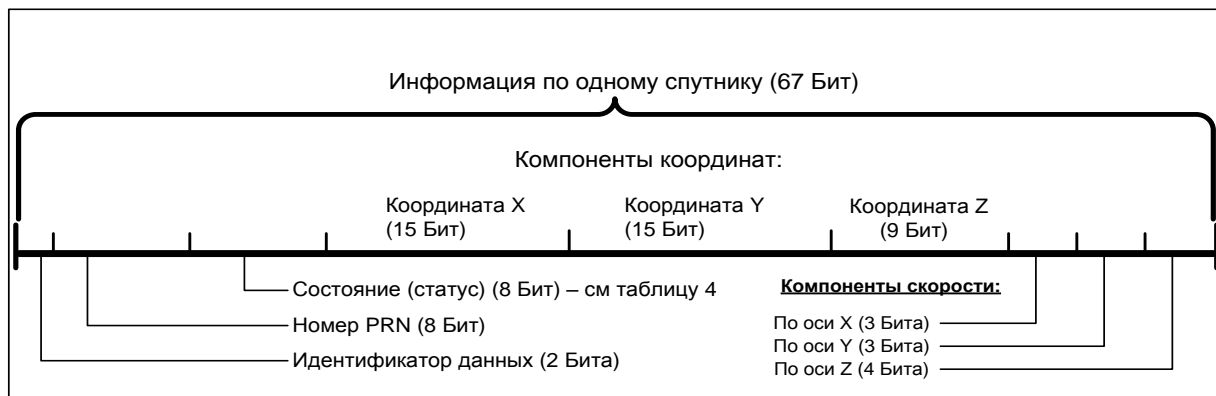 Информация по одному спутнику (67 Бит)
Компоненты координат:
Координата X
(15 Бит)
Координата Y
(15 Бит)
Координата Z
(9 Бит)
Состояние (статус) (8 Бит) – см таблицу 4
Номер PRN (8 Бит)
Идентификатор данных (2 Бита)
Компоненты скорости:
По оси X (3 Бита)
По оси Y (3 Бита)
По оси Z (4 Бита)